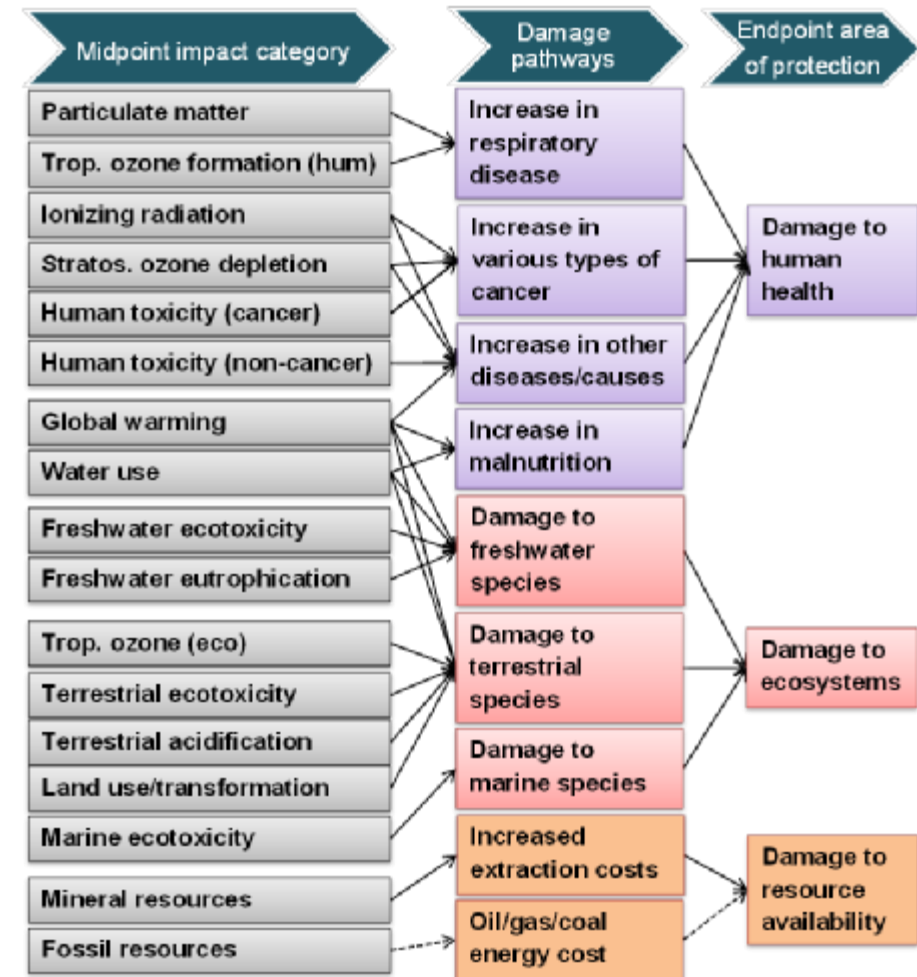 Midpoint impact category
Damage
pathways
Endpoint area
of protection
Particulate matter
Trop. ozone formation (hum)
Ionizing radiation
Stratos. ozone depletion
Human toxicity (cancer)
Human toxicity (non-cancer)
Global warming
Water use
Freshwater ecotoxicity
Freshwater eutrophication
Trop. ozone (eco)
Terrestrial ecotoxicity
Terrestrial acidification
Land use/transformation
Marine ecotoxicity
Mineral resources
Fossil resources
Increase in
respiratory
disease
Increase in
various types of
cancer
Increase in other
diseases/causes
Increase in
malnutrition
Damage to
freshwater
species
Damage to
terrestrial
species
Damage to
marine species
Increased
extraction costs
Oil/gas/coal
energy cost
Damage to
human
health
Damage to
ecosystems
Damage to
resource
availability